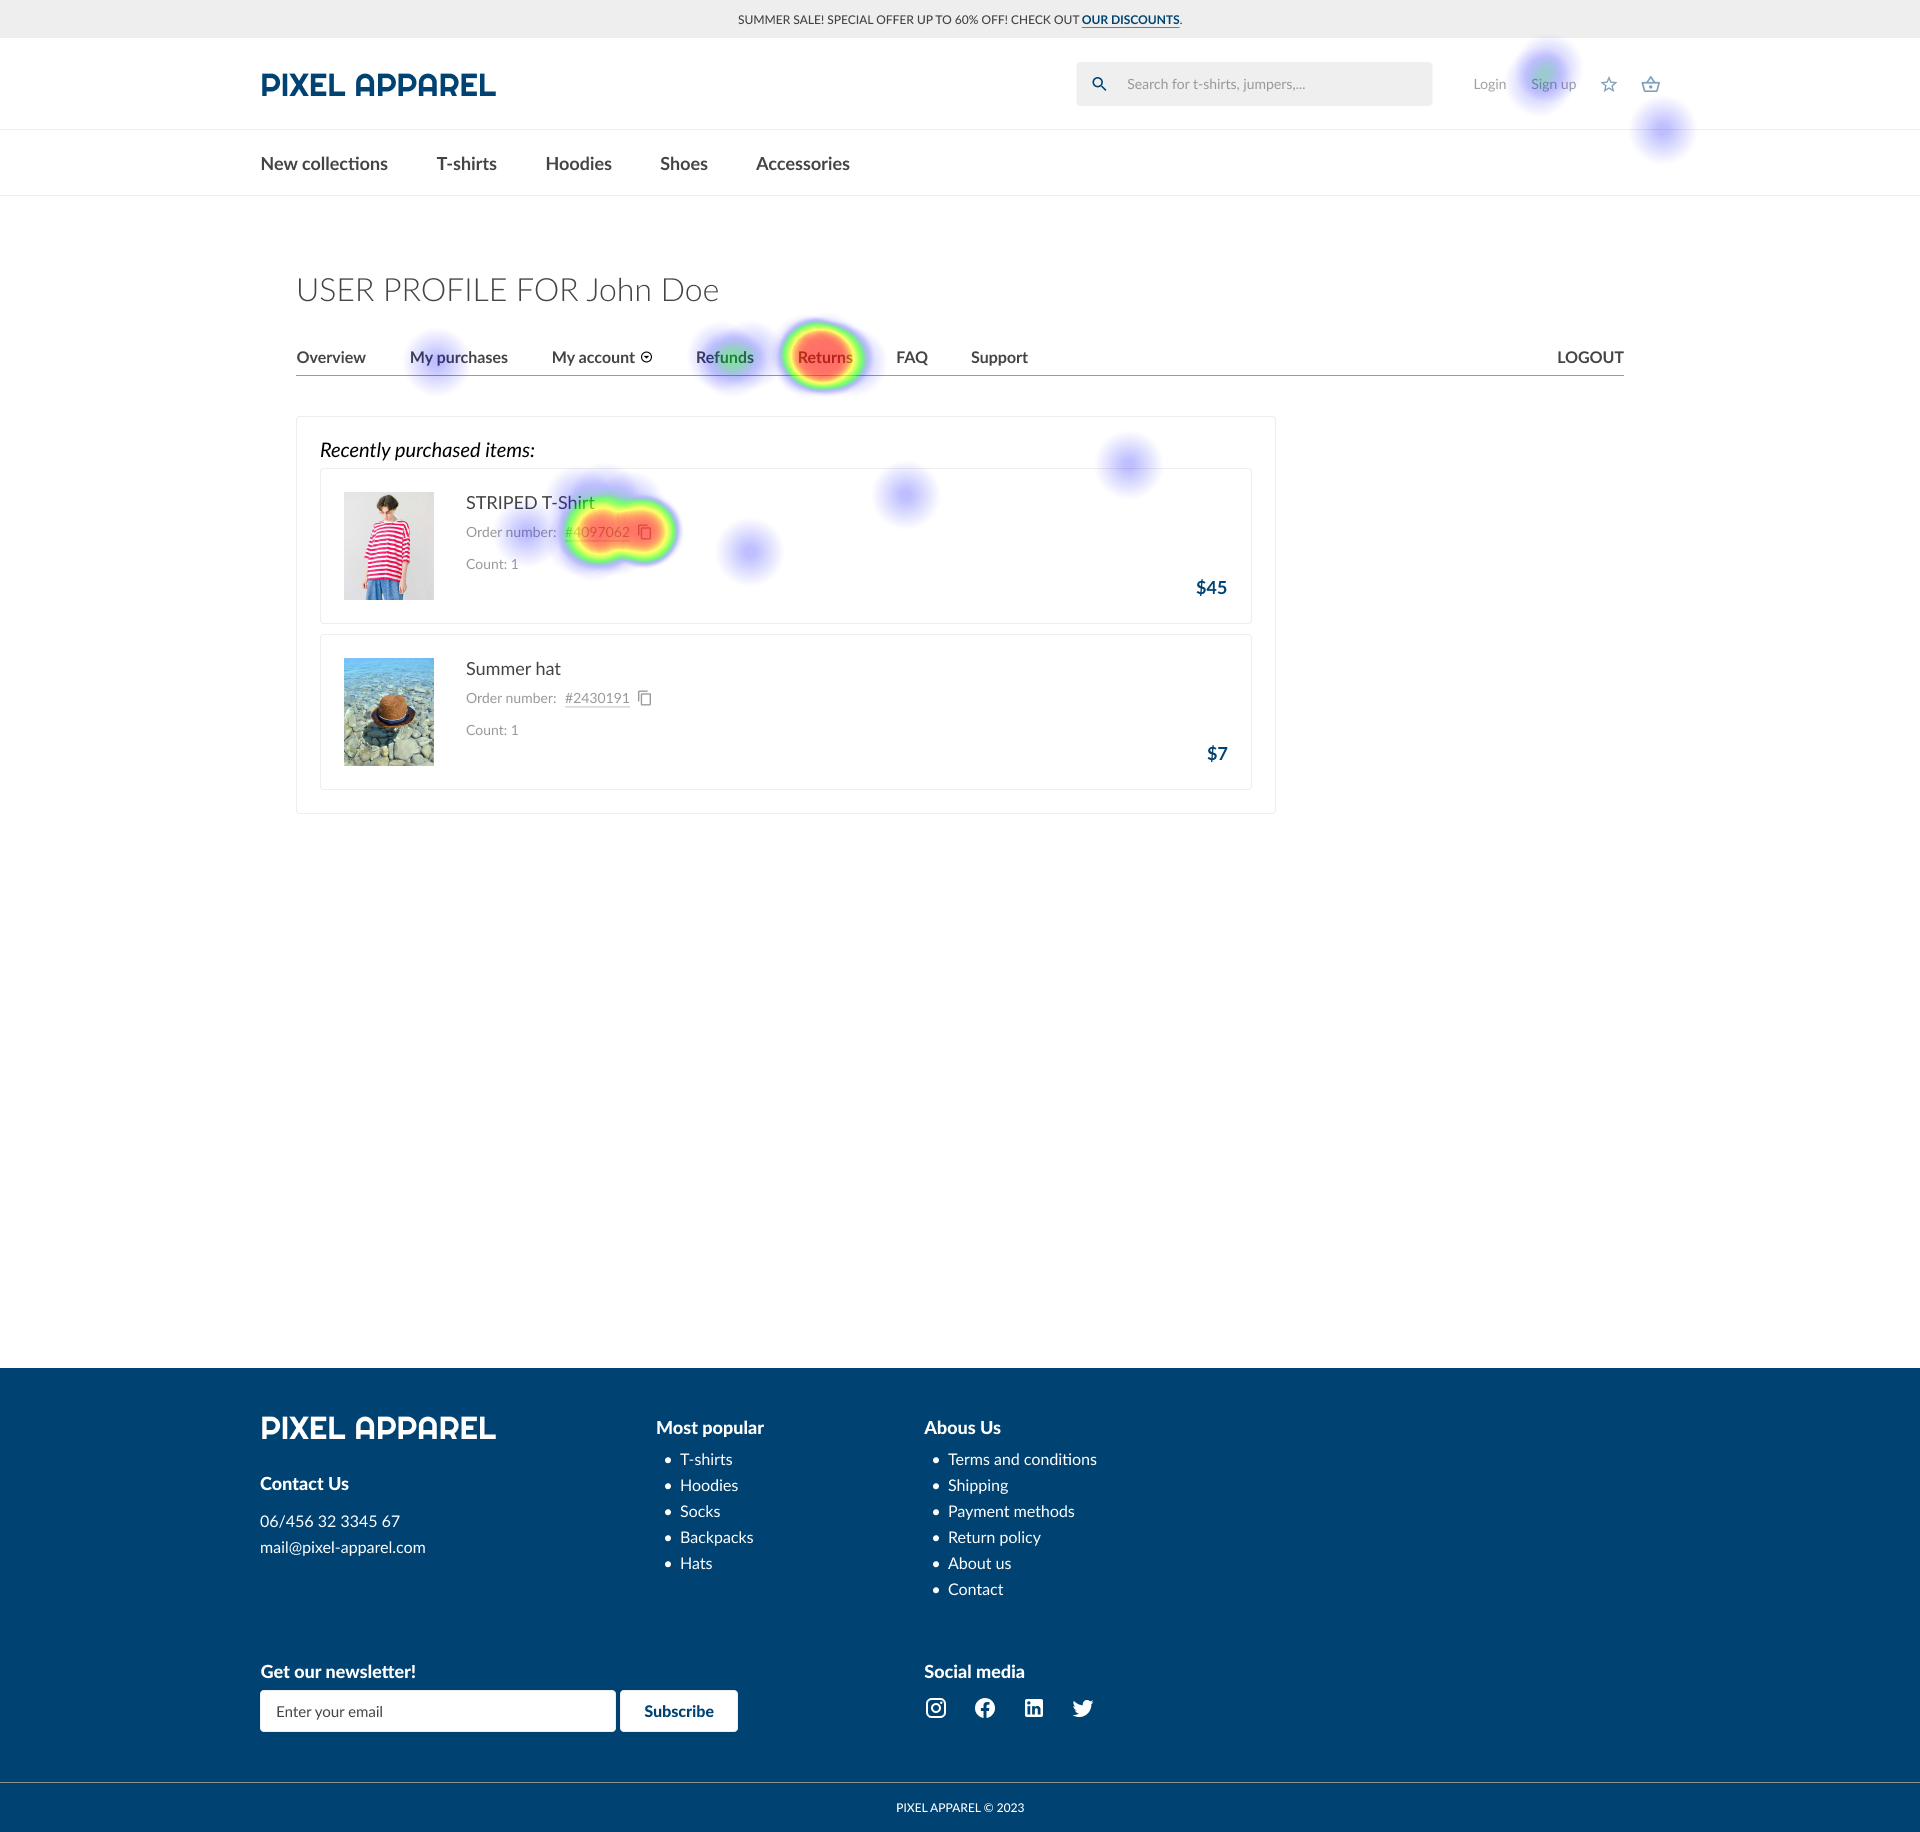 SUMMER SALE! SPECIAL OFFER UP TO 60% OFF! CHECK OUT OUR DISCOUNTS.
PIXEL APPAREL
Search for t-shirts, jumpers,...
Login
Sign up
New collections
T-shirts
Hoodies
Shoes
Accessories
USER PROFILE FOR John Doe
Overview
My purchases
My account
Refunds
Returns
FAQ
Support
LOGOUT
Recently purchased items:
STRIPED T-Shirt
Order number: #4097062
Count: 1
$45
Summer hat
Order number: #2430191
Count: 1
$7
PIXEL APPAREL
Contact Us
06/456 32 3345 67
mail@pixel-apparel.com
Most popular
• T-shirts
• Hoodies
• Socks
• Backpacks
• Hats
Abous Us
• Terms and conditions
• Shipping
• Payment methods
• Return policy
• About us
• Contact
Get our newsletter!
Enter your email
Subscribe
Social media
PIXEL APPAREL © 2023